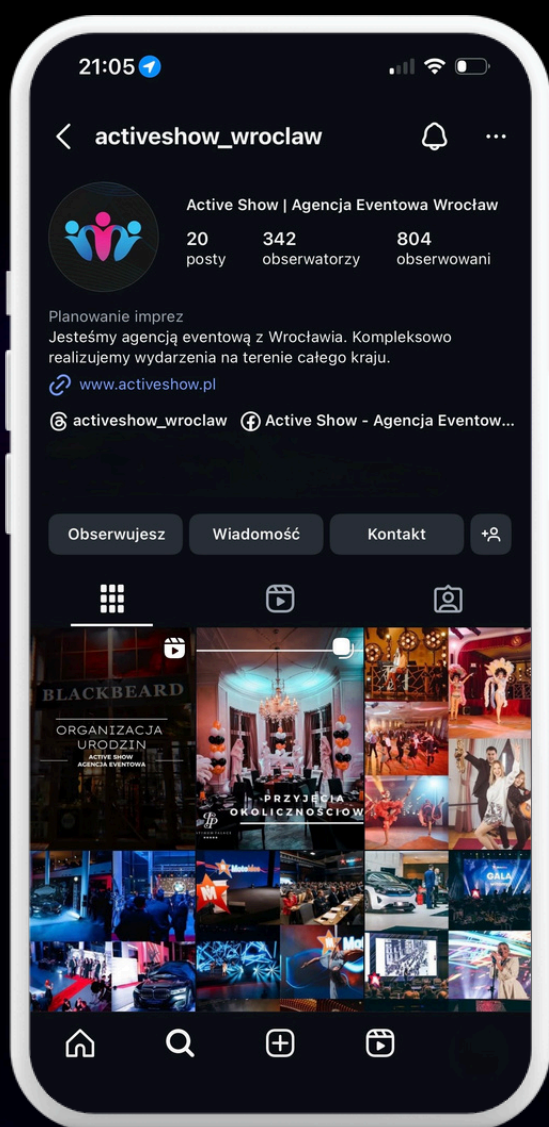 21:05
activeshow_wroclaw
Active Show | Agencja Eventowa Wrocław
20 342 804
posty obserwatorzy obserwowani
Planowanie imprez
Jesteśmy agencją eventową z Wrocławia. Kompleksowo
realizujemy wydarzenia na terenie całego kraju.
www.activeshow.pl
activeshow_wroclaw Active Show - Agencja Eventow...
Obserwujesz Wiadomość Kontakt
BLACKBEARD
ORGANIZACJA
URODZIN
ACTIVE SHOW
AGENCJA EVENTOWA
PRZYJĘCIA
OKOLICZNOŚCIOW
GALA